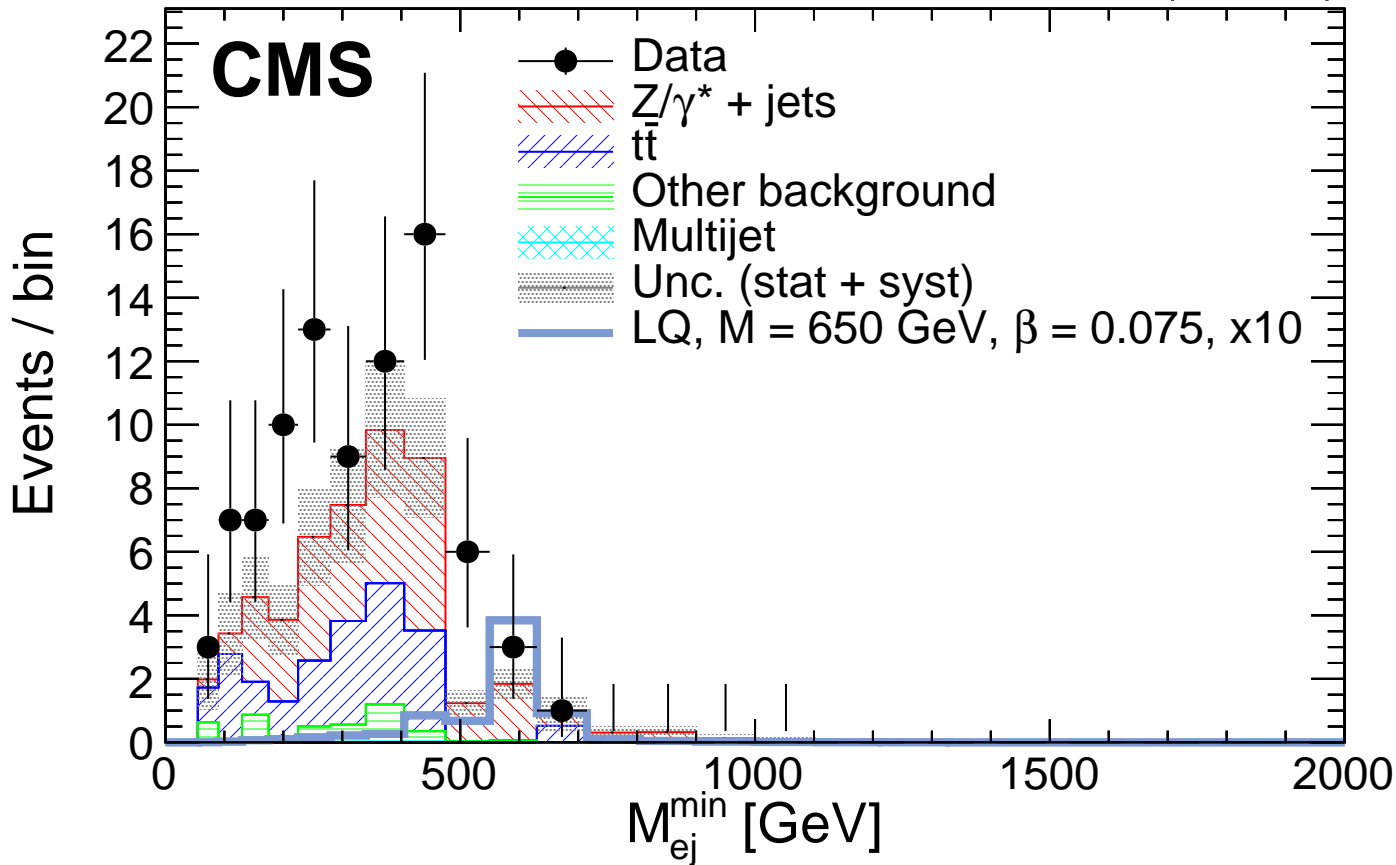 CMS
Data
Z/γ* + jets
tt̄
Other background
Multijet
Unc. (stat + syst)
LQ, M = 650 GeV, β = 0.075, x10
Events / bin
22
20
18
16
14
12
10
8
6
4
2
0
0 500 1000 1500 2000
M_ej^min [GeV]